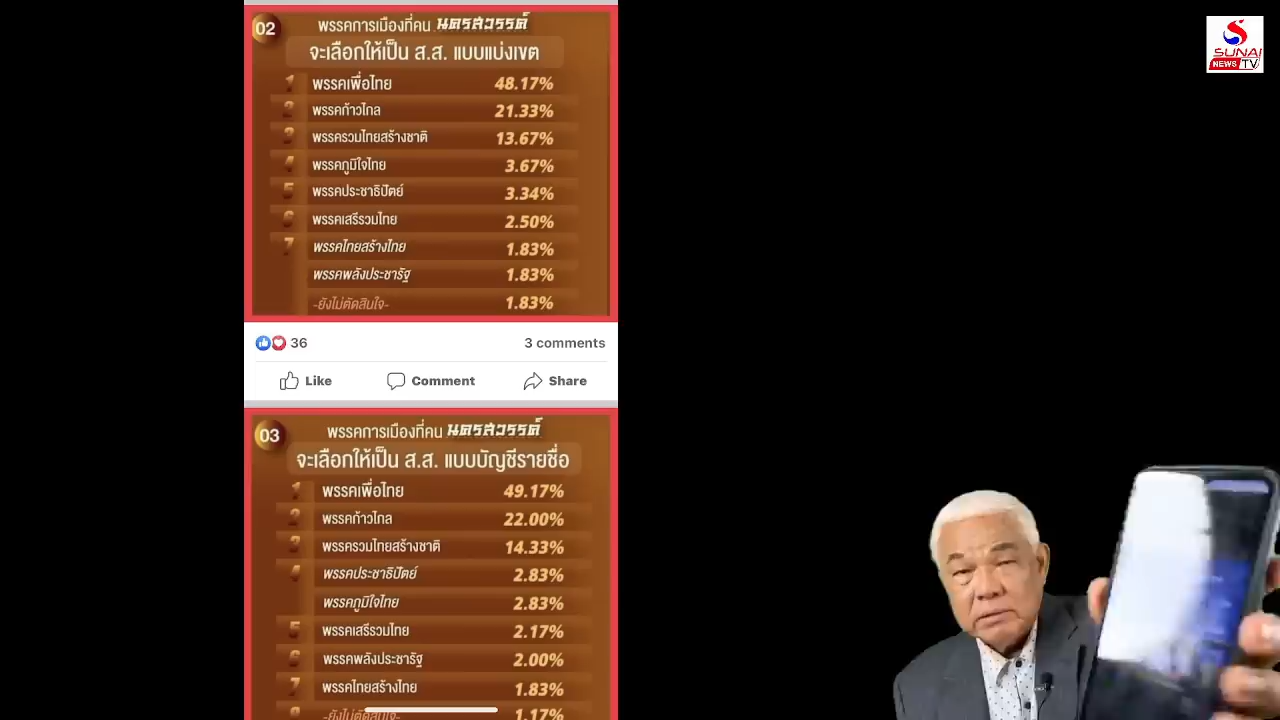 02
พรรคการเมืองที่คน นครสวรรค์
จะเลือกให้เป็น ส.ส. แบบแบ่งเขต
1 พรรคเพื่อไทย 48.17%
2 พรรคก้าวไกล 21.33%
3 พรรครวมไทยสร้างชาติ 13.67%
4 พรรคภูมิใจไทย 3.67%
5 พรรคประชาธิปัตย์ 3.34%
6 พรรคเสรีรวมไทย 2.50%
7 พรรคไทยสร้างไทย 1.83%
พรรคพลังประชารัฐ 1.83%
-ยังไม่ตัดสินใจ- 1.83%
36 3 comments
Like Comment Share
03
พรรคการเมืองที่คน นครสวรรค์
จะเลือกให้เป็น ส.ส. แบบบัญชีรายชื่อ
1 พรรคเพื่อไทย 49.17%
2 พรรคก้าวไกล 22.00%
3 พรรครวมไทยสร้างชาติ 14.33%
4 พรรคประชาธิปัตย์ 2.83%
พรรคภูมิใจไทย 2.83%
5 พรรคเสรีรวมไทย 2.17%
6 พรรคพลังประชารัฐ 2.00%
7 พรรคไทยสร้างไทย 1.83%
8 -ยังไม่ตัดสินใจ- 1.17%
SUNAI
NEWS TV